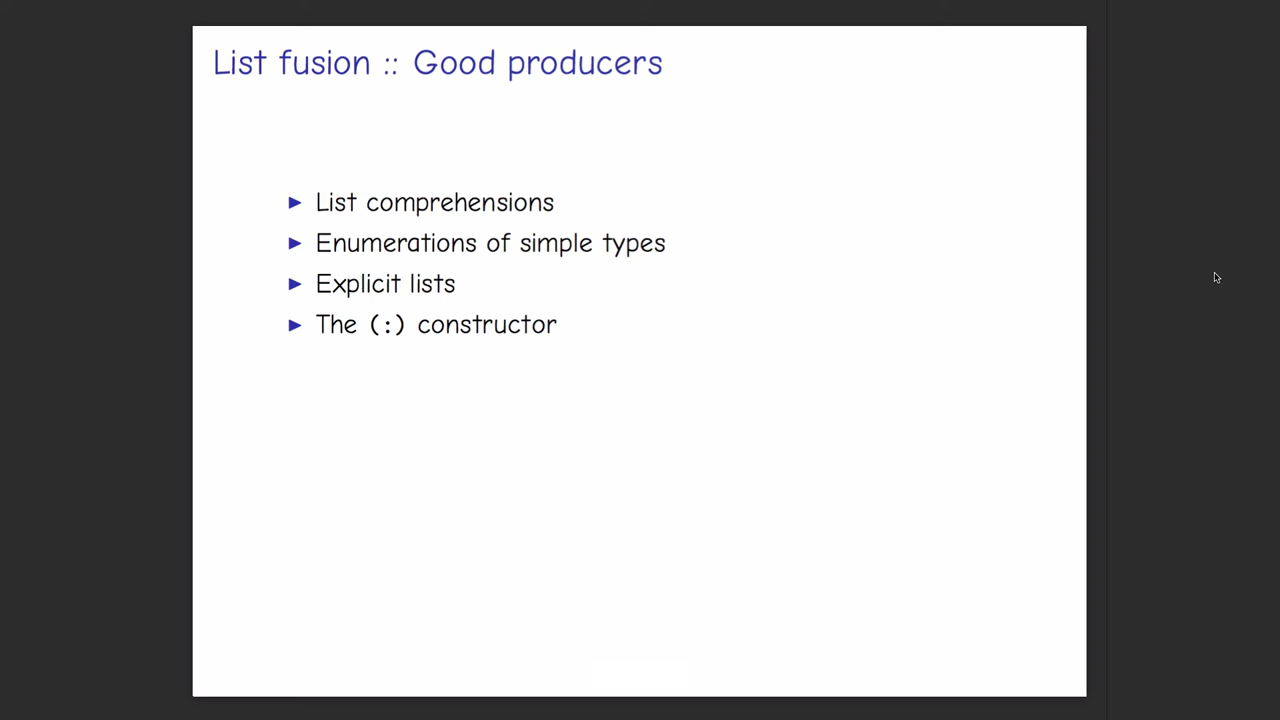 List fusion :: Good producers
► List comprehensions
► Enumerations of simple types
► Explicit lists
► The (:) constructor